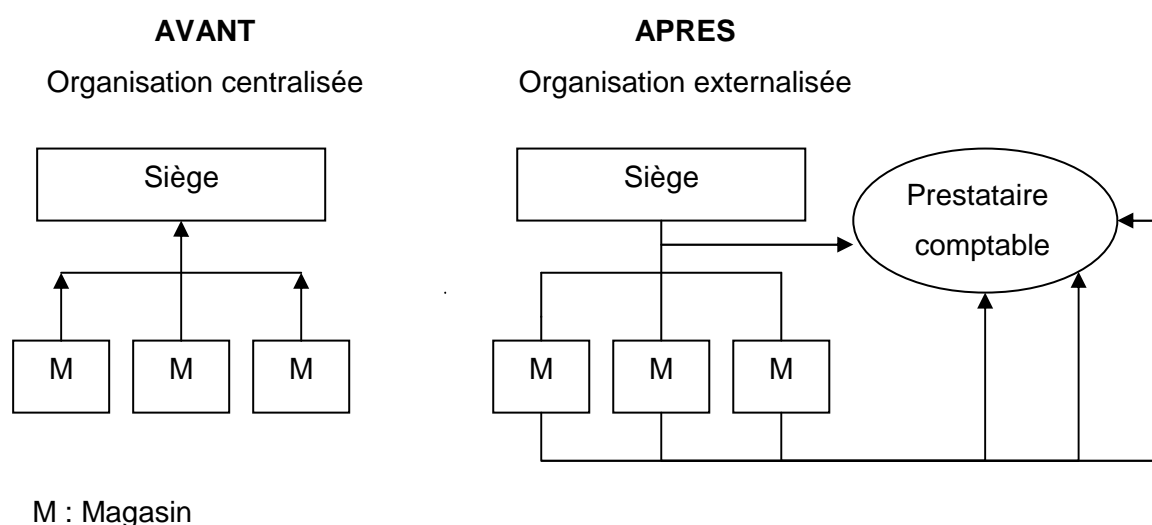 AVANT
Organisation centralisée
Siège
M M M
APRES
Organisation externalisée
Siège
Prestataire
comptable
M M M
M : Magasin